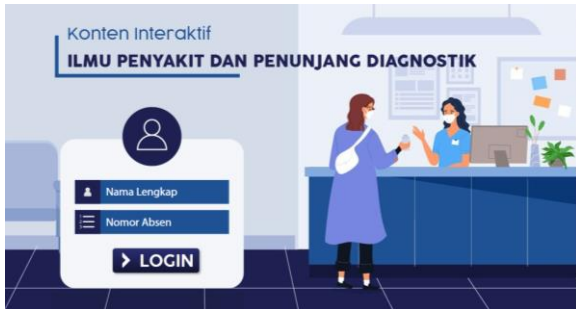 Konten Interaktif
ILMU PENYAKIT DAN PENUNJANG DIAGNOSTIK
Nama Lengkap
Nomor Absen
LOGIN